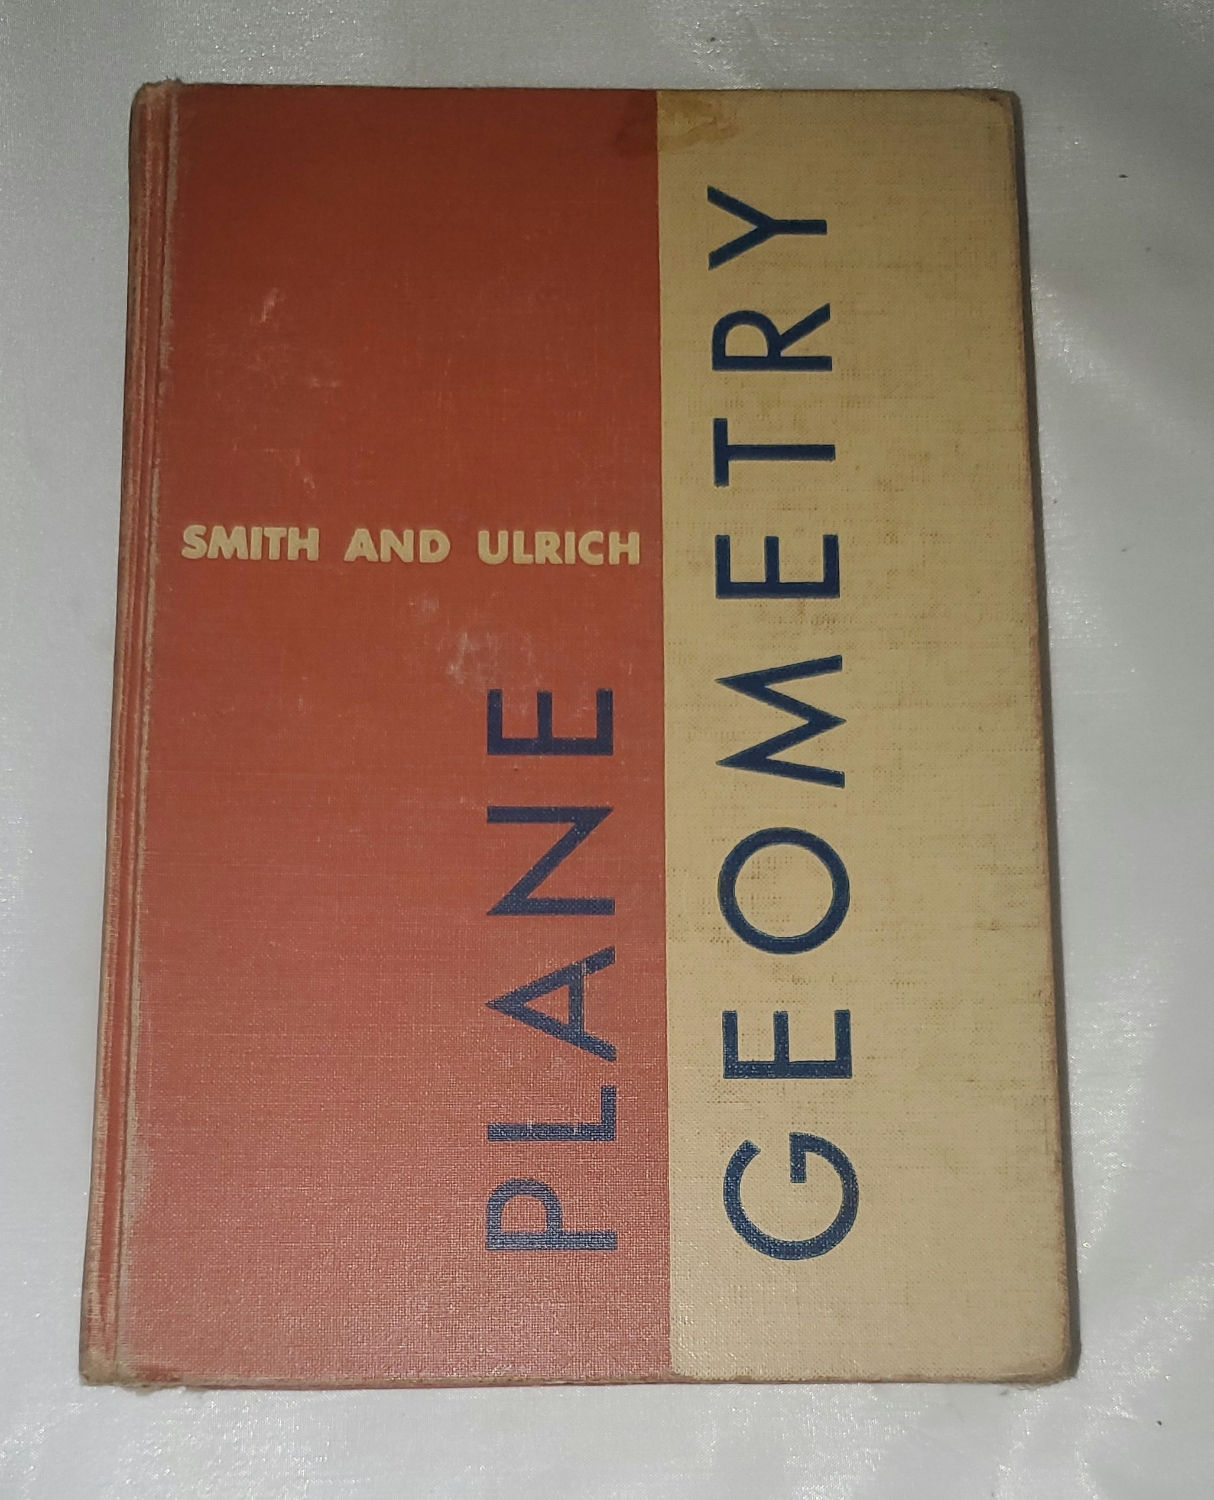 SMITH AND ULRICH
PLANE
GEOMETRY